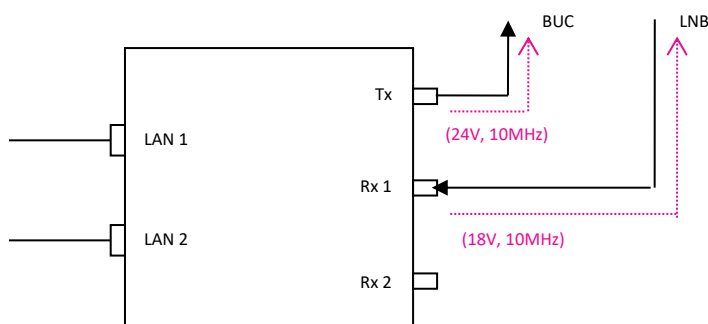 BUC
LNB
Tx
(24V, 10MHz)
LAN 1
Rx 1
LAN 2
(18V, 10MHz)
Rx 2